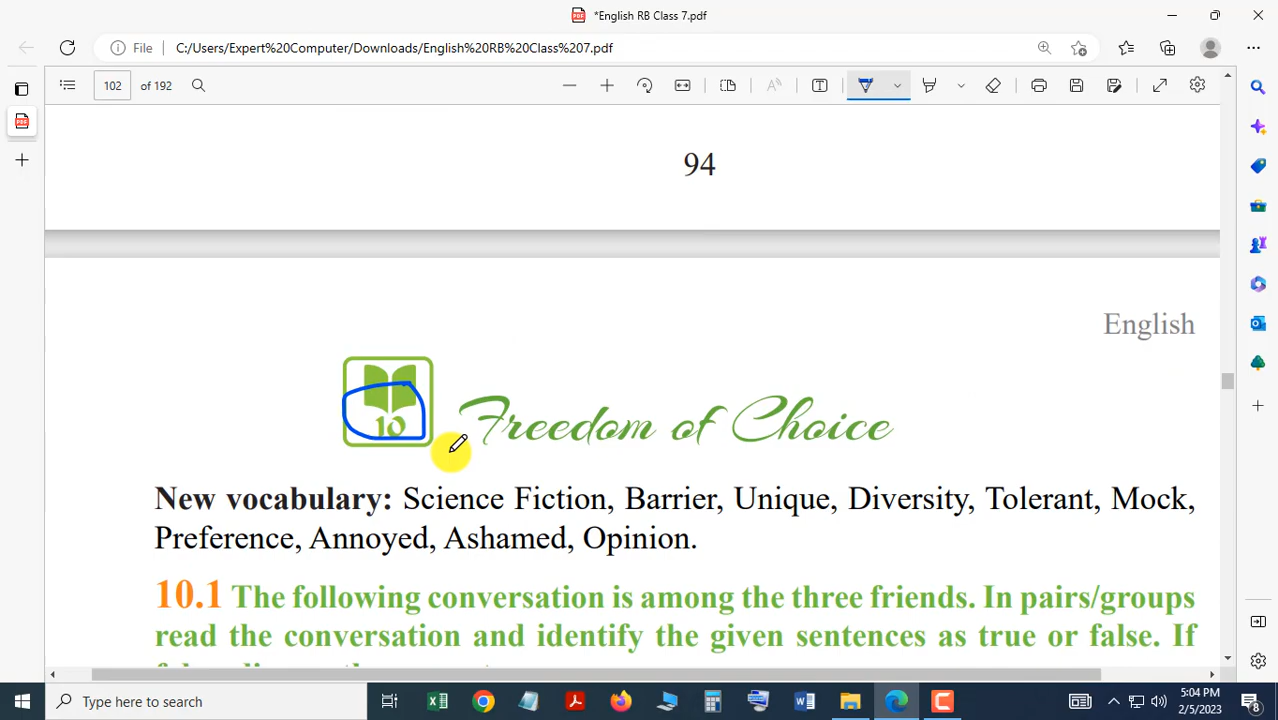 *English RB Class 7.pdf
File C:/Users/Expert%20Computer/Downloads/English%20RB%20Class%207.pdf
102 of 192
94
English
10 Freedom of Choice
New vocabulary: Science Fiction, Barrier, Unique, Diversity, Tolerant, Mock,
Preference, Annoyed, Ashamed, Opinion.
10.1 The following conversation is among the three friends. In pairs/groups
read the conversation and identify the given sentences as true or false. If
Type here to search
5:04 PM
2/5/2023
8